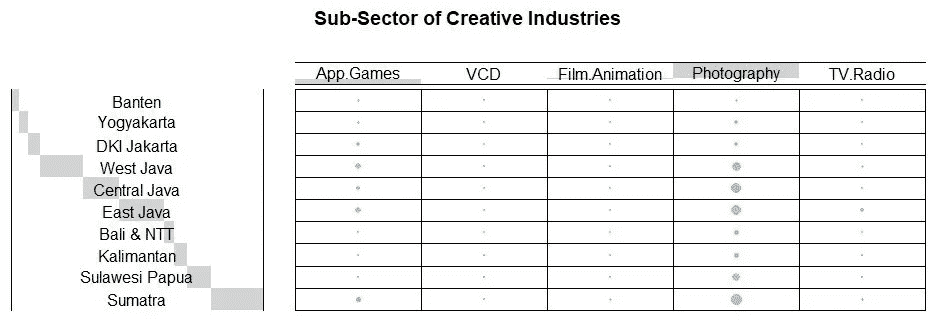 Sub-Sector of Creative Industries
App.Games VCD Film.Animation Photography TV.Radio
Banten
Yogyakarta
DKI Jakarta
West Java
Central Java
East Java
Bali & NTT
Kalimantan
Sulawesi Papua
Sumatra